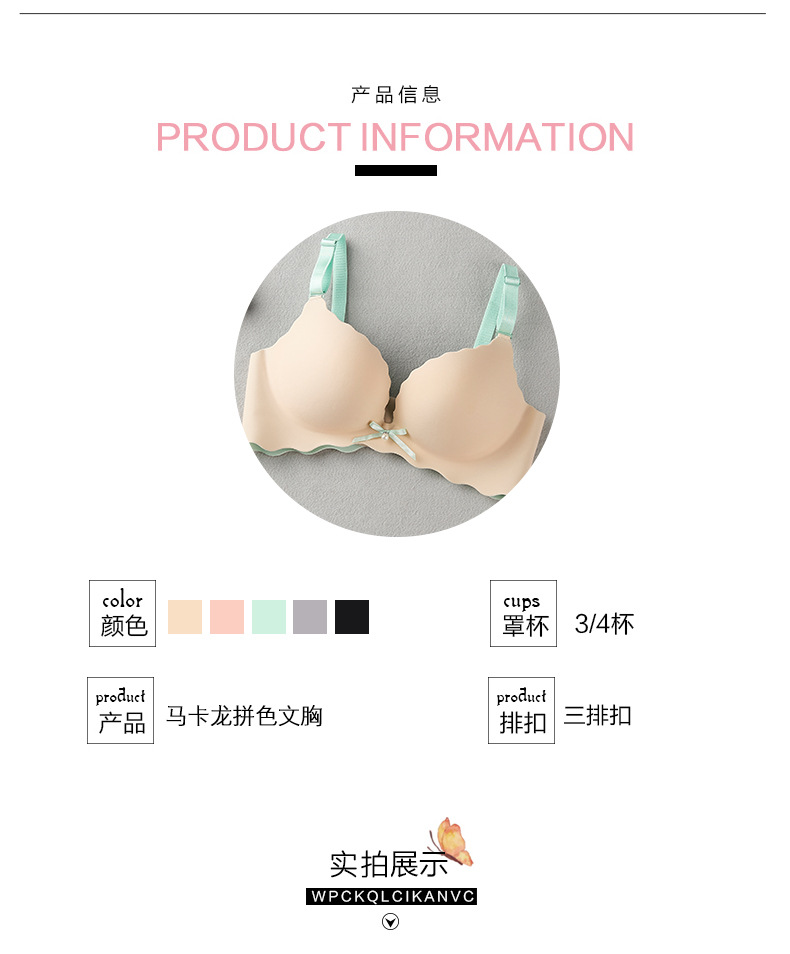 产品信息
PRODUCT INFORMATION
color
颜色
cups
罩杯
3/4杯
product
产品
马卡龙拼色文胸
product
排扣
三排扣
实拍展示
WPCKQLCIKANVC